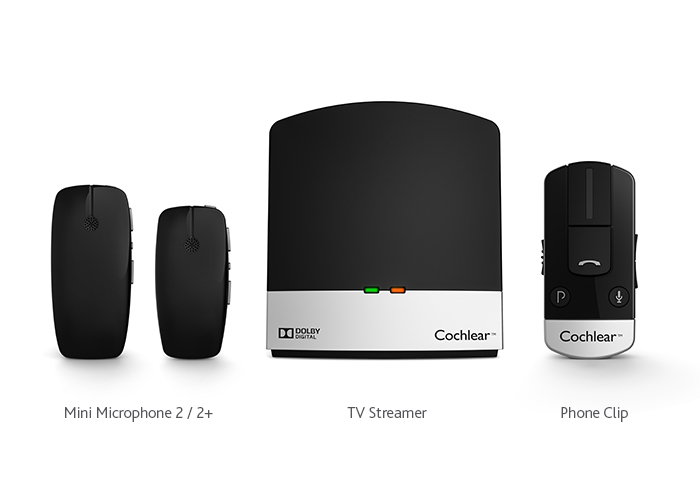 DOLBY
DIGITAL
Cochlear™
P
Cochlear™
Mini Microphone 2 / 2+
TV Streamer
Phone Clip